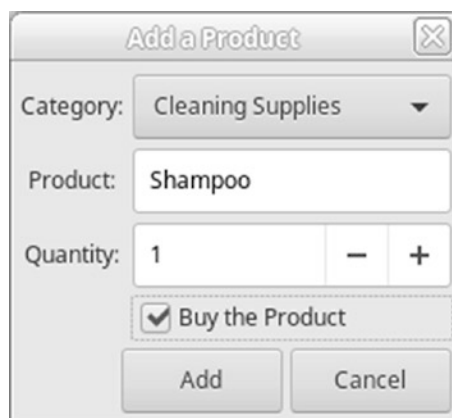 Add a Product
Category: Cleaning Supplies
Product: Shampoo
Quantity: 1 − +
Buy the Product
Add Cancel